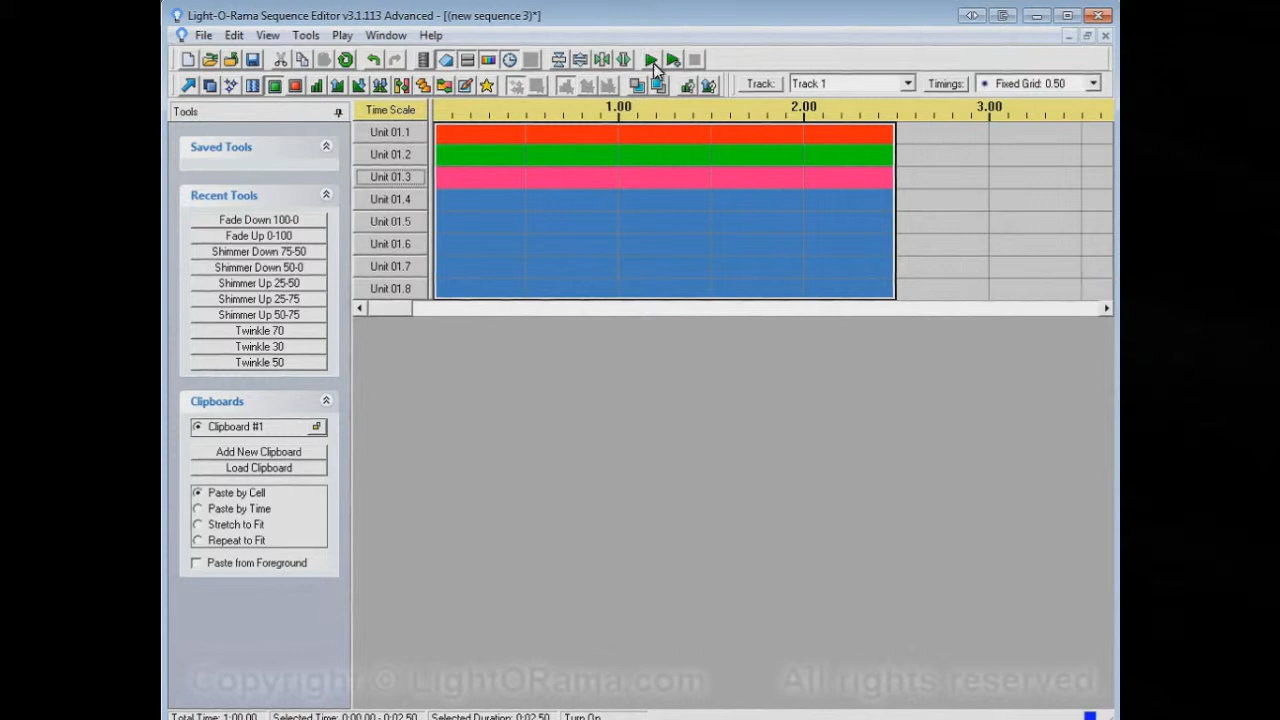 Light-O-Rama Sequence Editor v3.1.113 Advanced - [(new sequence 3)*]
File Edit View Tools Play Window Help
Track: Track 1 Timings: Fixed Grid: 0.50
Tools
Time Scale 1.00 2.00 3.00
Saved Tools
Recent Tools
Fade Down 100-0
Fade Up 0-100
Shimmer Down 75-50
Shimmer Down 50-0
Shimmer Up 25-50
Shimmer Up 25-75
Shimmer Up 50-75
Twinkle 70
Twinkle 30
Twinkle 50
Clipboards
Clipboard #1
Add New Clipboard
Load Clipboard
Paste by Cell
Paste by Time
Stretch to Fit
Repeat to Fit
Paste from Foreground
Unit 01.1
Unit 01.2
Unit 01.3
Unit 01.4
Unit 01.5
Unit 01.6
Unit 01.7
Unit 01.8
Copyright © LightORama.com All rights reserved
Total Time: 1:00.00 Selected Time: 0:00.00 - 0:02.50 Selected Duration: 0:02.50 Turn On